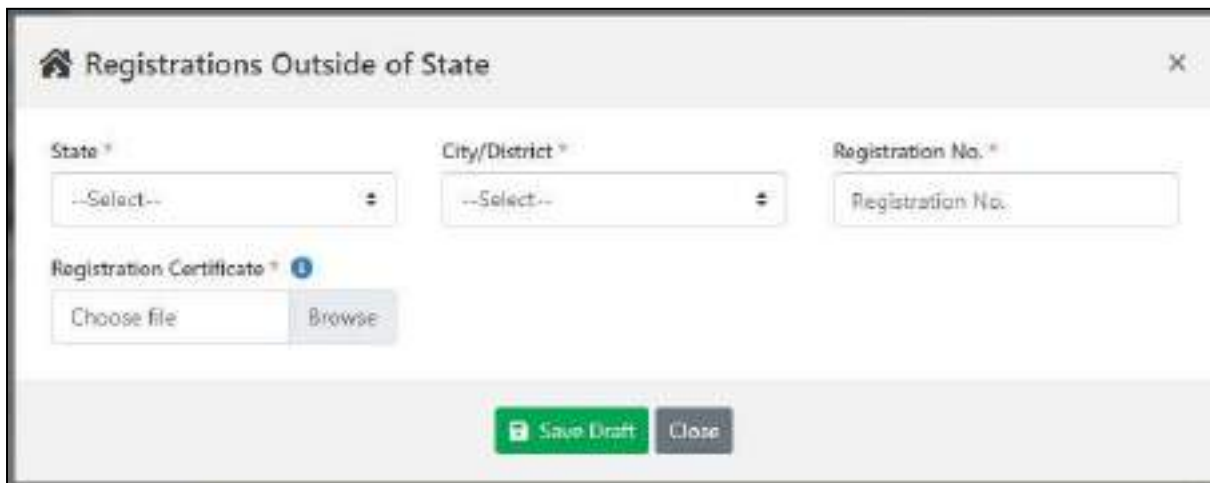 Registrations Outside of State ×
State * City/District * Registration No. *
--Select-- --Select-- Registration No.
Registration Certificate *
Choose file Browse
Save Draft Close